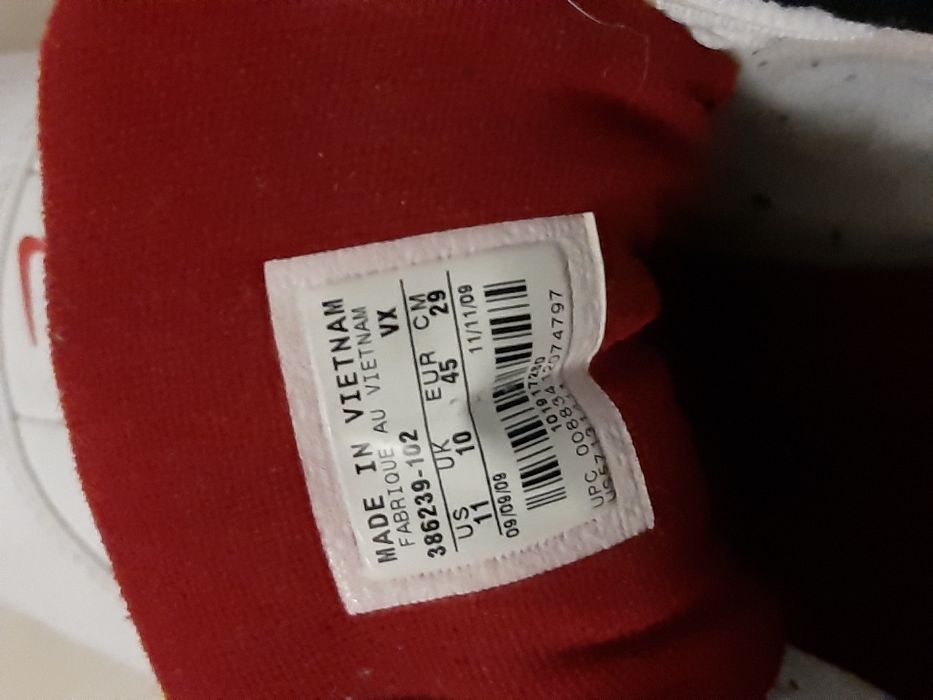 MADE IN VIETNAM
FABRIQUE AU VIETNAM
386239-102 VX
US UK EUR CM
11 10 45 29
09/09/09 11/11/09
UPC